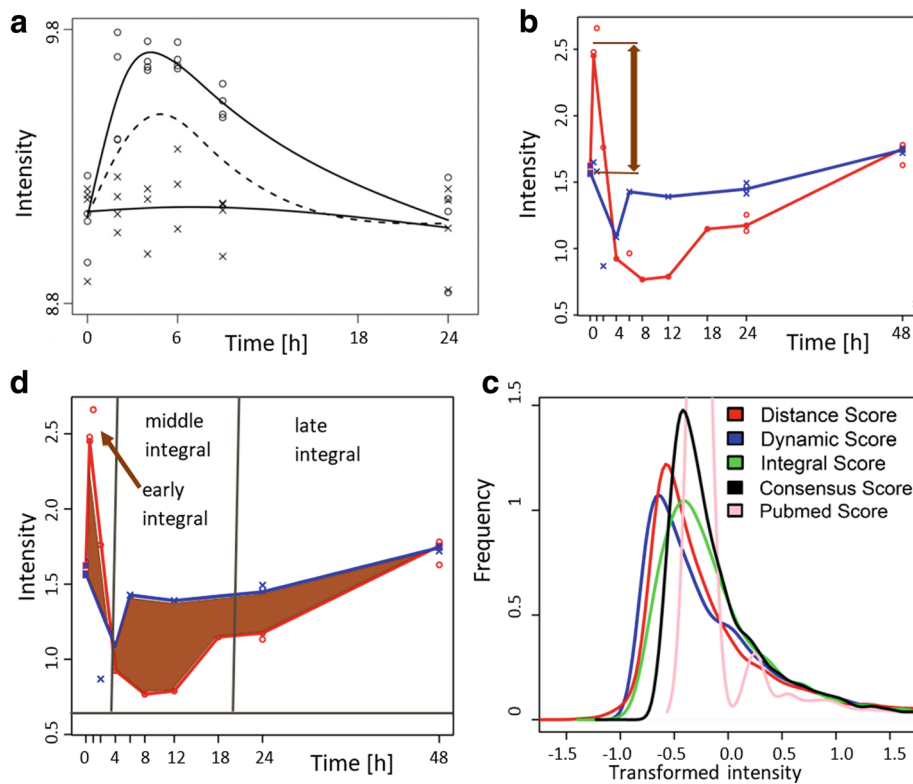 a
9.8
Intensity
8.8
0 6 18 24
Time [h]
b
2.5
2.0
1.5
1.0
0.5
Intensity
0 4 8 12 18 24 48
Time [h]
d
middle
integral
late
integral
early
integral
2.5
2.0
1.5
1.0
0.5
Intensity
0 4 8 12 18 24 48
Time [h]
c
1.5
1
0.5
0
Frequency
Distance Score
Dynamic Score
Integral Score
Consensus Score
Pubmed Score
-1.5 -1.0 -0.5 0.0 0.5 1.0 1.5
Transformed intensity